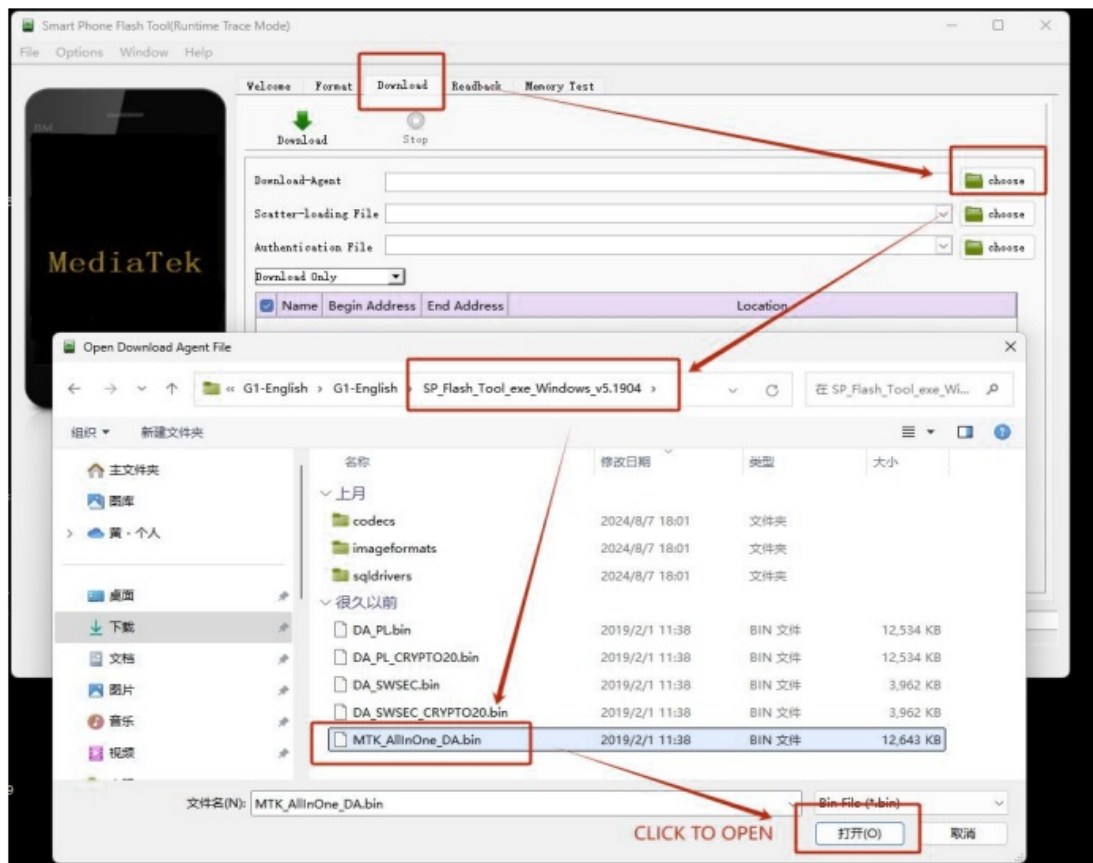 Smart Phone Flash Tool(Runtime Trace Mode)
File Options Window Help
Welcome Format Download Readback Memory Test
BM
Download Stop
Download-Agent choose
Scatter-loading File choose
Authentication File choose
MediaTek
Download Only
Name Begin Address End Address Location
Open Download Agent File
« G1-English › G1-English › SP_Flash_Tool_exe_Windows_v5.1904 › 在 SP_Flash_Tool_exe_Wi...
组织 新建文件夹
名称 修改日期 类型 大小
主文件夹
图库
黄 - 个人
桌面
下载
文档
图片
音乐
视频
上月
codecs 2024/8/7 18:01 文件夹
imageformats 2024/8/7 18:01 文件夹
sqldrivers 2024/8/7 18:01 文件夹
很久以前
DA_PL.bin 2019/2/1 11:38 BIN 文件 12,534 KB
DA_PL_CRYPTO20.bin 2019/2/1 11:38 BIN 文件 12,534 KB
DA_SWSEC.bin 2019/2/1 11:38 BIN 文件 3,962 KB
DA_SWSEC_CRYPTO20.bin 2019/2/1 11:38 BIN 文件 3,962 KB
MTK_AllInOne_DA.bin 2019/2/1 11:38 BIN 文件 12,643 KB
文件名(N): MTK_AllInOne_DA.bin Bin File (*.bin)
CLICK TO OPEN 打开(O) 取消